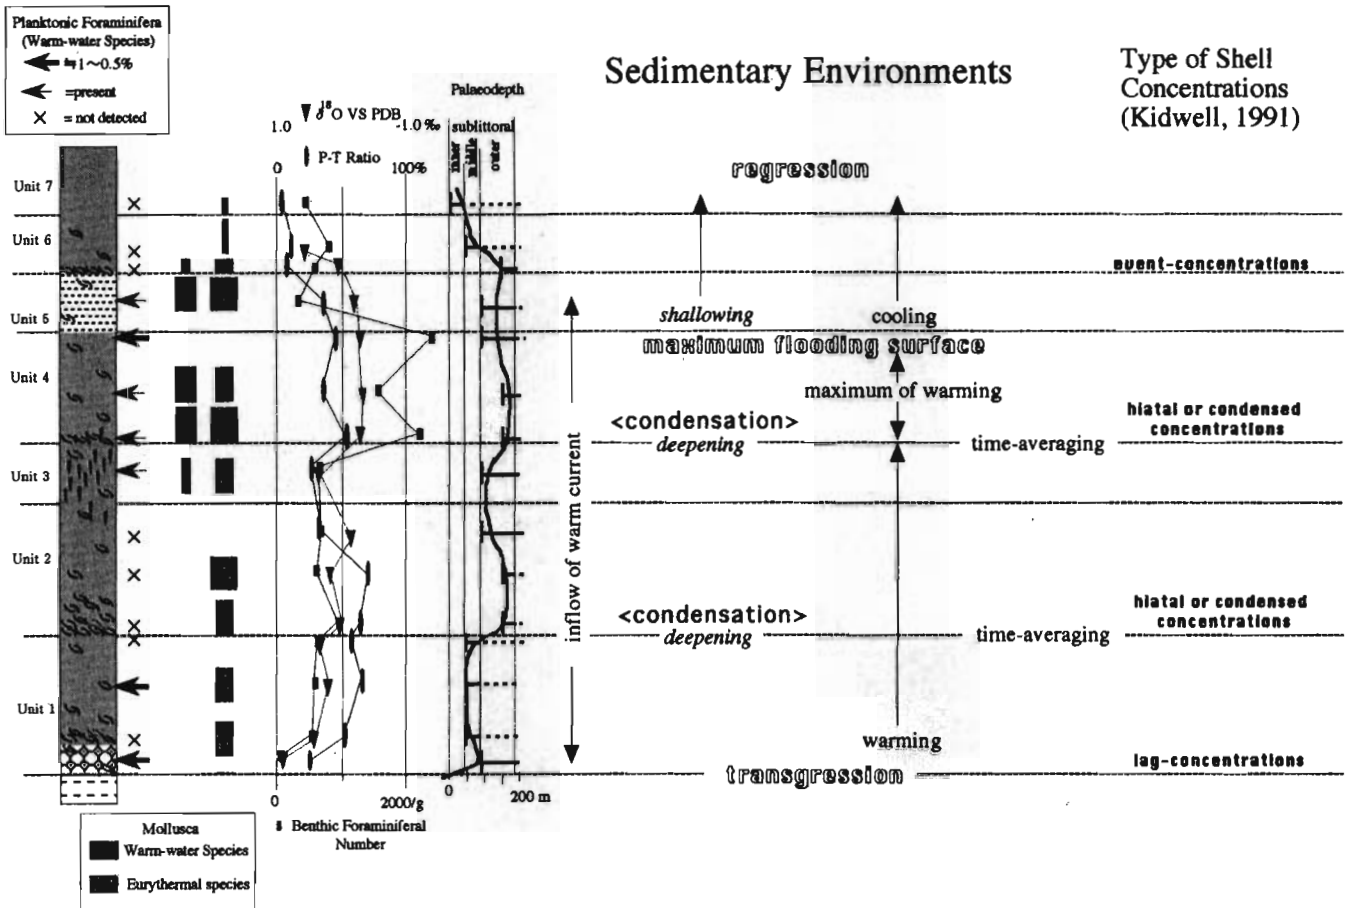 Planktonic Foraminifera
(Warm-water Species)
≒1～0.5%
=present
× = not detected
Sedimentary Environments
Type of Shell
Concentrations
(Kidwell, 1991)
Palaeodepth
δ18O VS PDB
1.0
-1.0 ‰
sublittoral
inner
middle
outer
P-T Ratio
0
100%
regression
Unit 7
Unit 6
event-concentrations
Unit 5
shallowing
cooling
maximum flooding surface
Unit 4
maximum of warming
<condensation>
hiatal or condensed
concentrations
deepening
time-averaging
Unit 3
inflow of warm current
Unit 2
<condensation>
hiatal or condensed
concentrations
deepening
time-averaging
Unit 1
warming
lag-concentrations
transgression
0
2000/g
0
200 m
Benthic Foraminiferal
Number
Mollusca
Warm-water Species
Eurythermal species